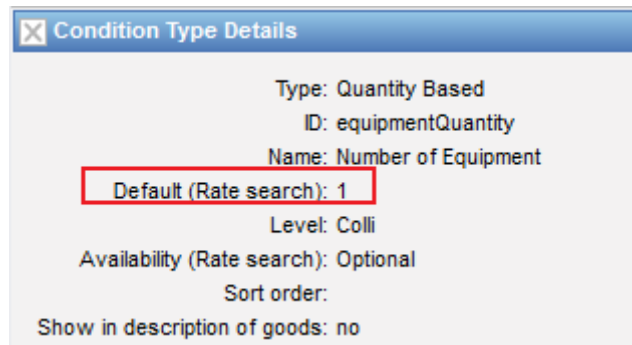 Condition Type Details
Type: Quantity Based
ID: equipmentQuantity
Name: Number of Equipment
Default (Rate search): 1
Level: Colli
Availability (Rate search): Optional
Sort order:
Show in description of goods: no